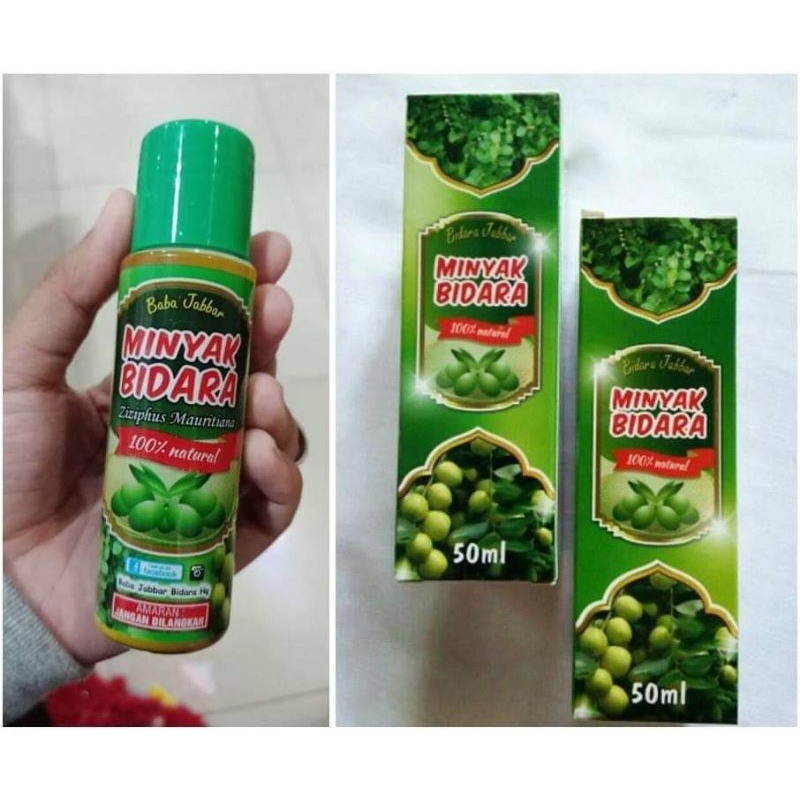 Baba Jabbar
MINYAK
BIDARA
Ziziphus Mauritiana
100% natural
facebook
Baba Jabbar Bidara Hq
AMARAN :
JANGAN DILANGKAH
Bidara Jabbar
MINYAK
BIDARA
100% natural
50ml
Bidara Jabbar
MINYAK
BIDARA
100% natural
50ml